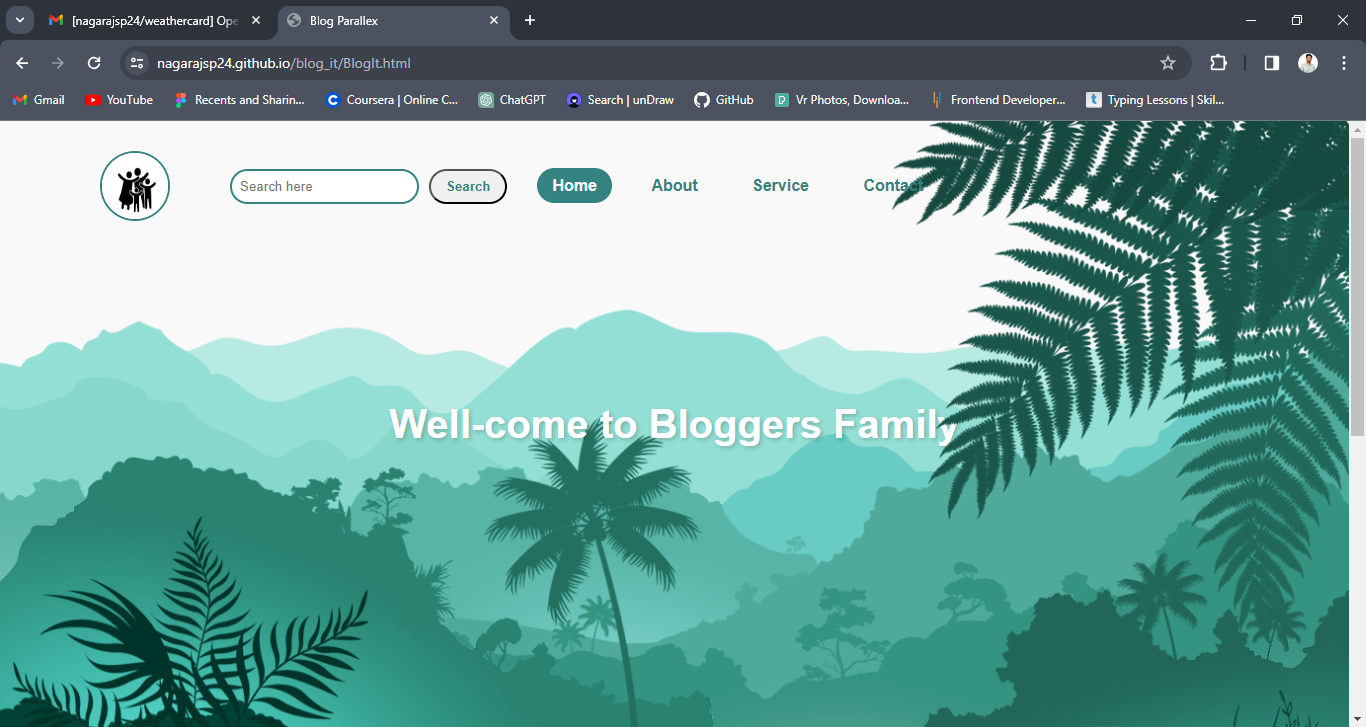 [nagarajsp24/weathercard] Ope
Blog Parallex
nagarajsp24.github.io/blog_it/BlogIt.html
Gmail
YouTube
Recents and Sharin...
Coursera | Online C...
ChatGPT
Search | unDraw
GitHub
Vr Photos, Downloa...
Frontend Developer...
Typing Lessons | Skil...
Search here
Search
Home
About
Service
Contact
Well-come to Bloggers Family